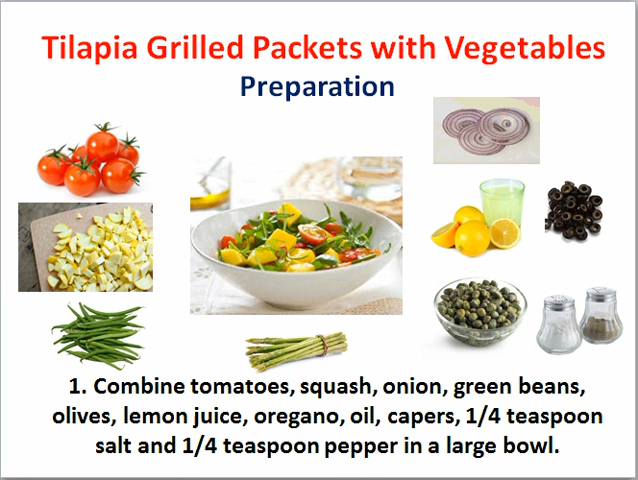 Tilapia Grilled Packets with Vegetables
Preparation
1. Combine tomatoes, squash, onion, green beans,
olives, lemon juice, oregano, oil, capers, 1/4 teaspoon
salt and 1/4 teaspoon pepper in a large bowl.